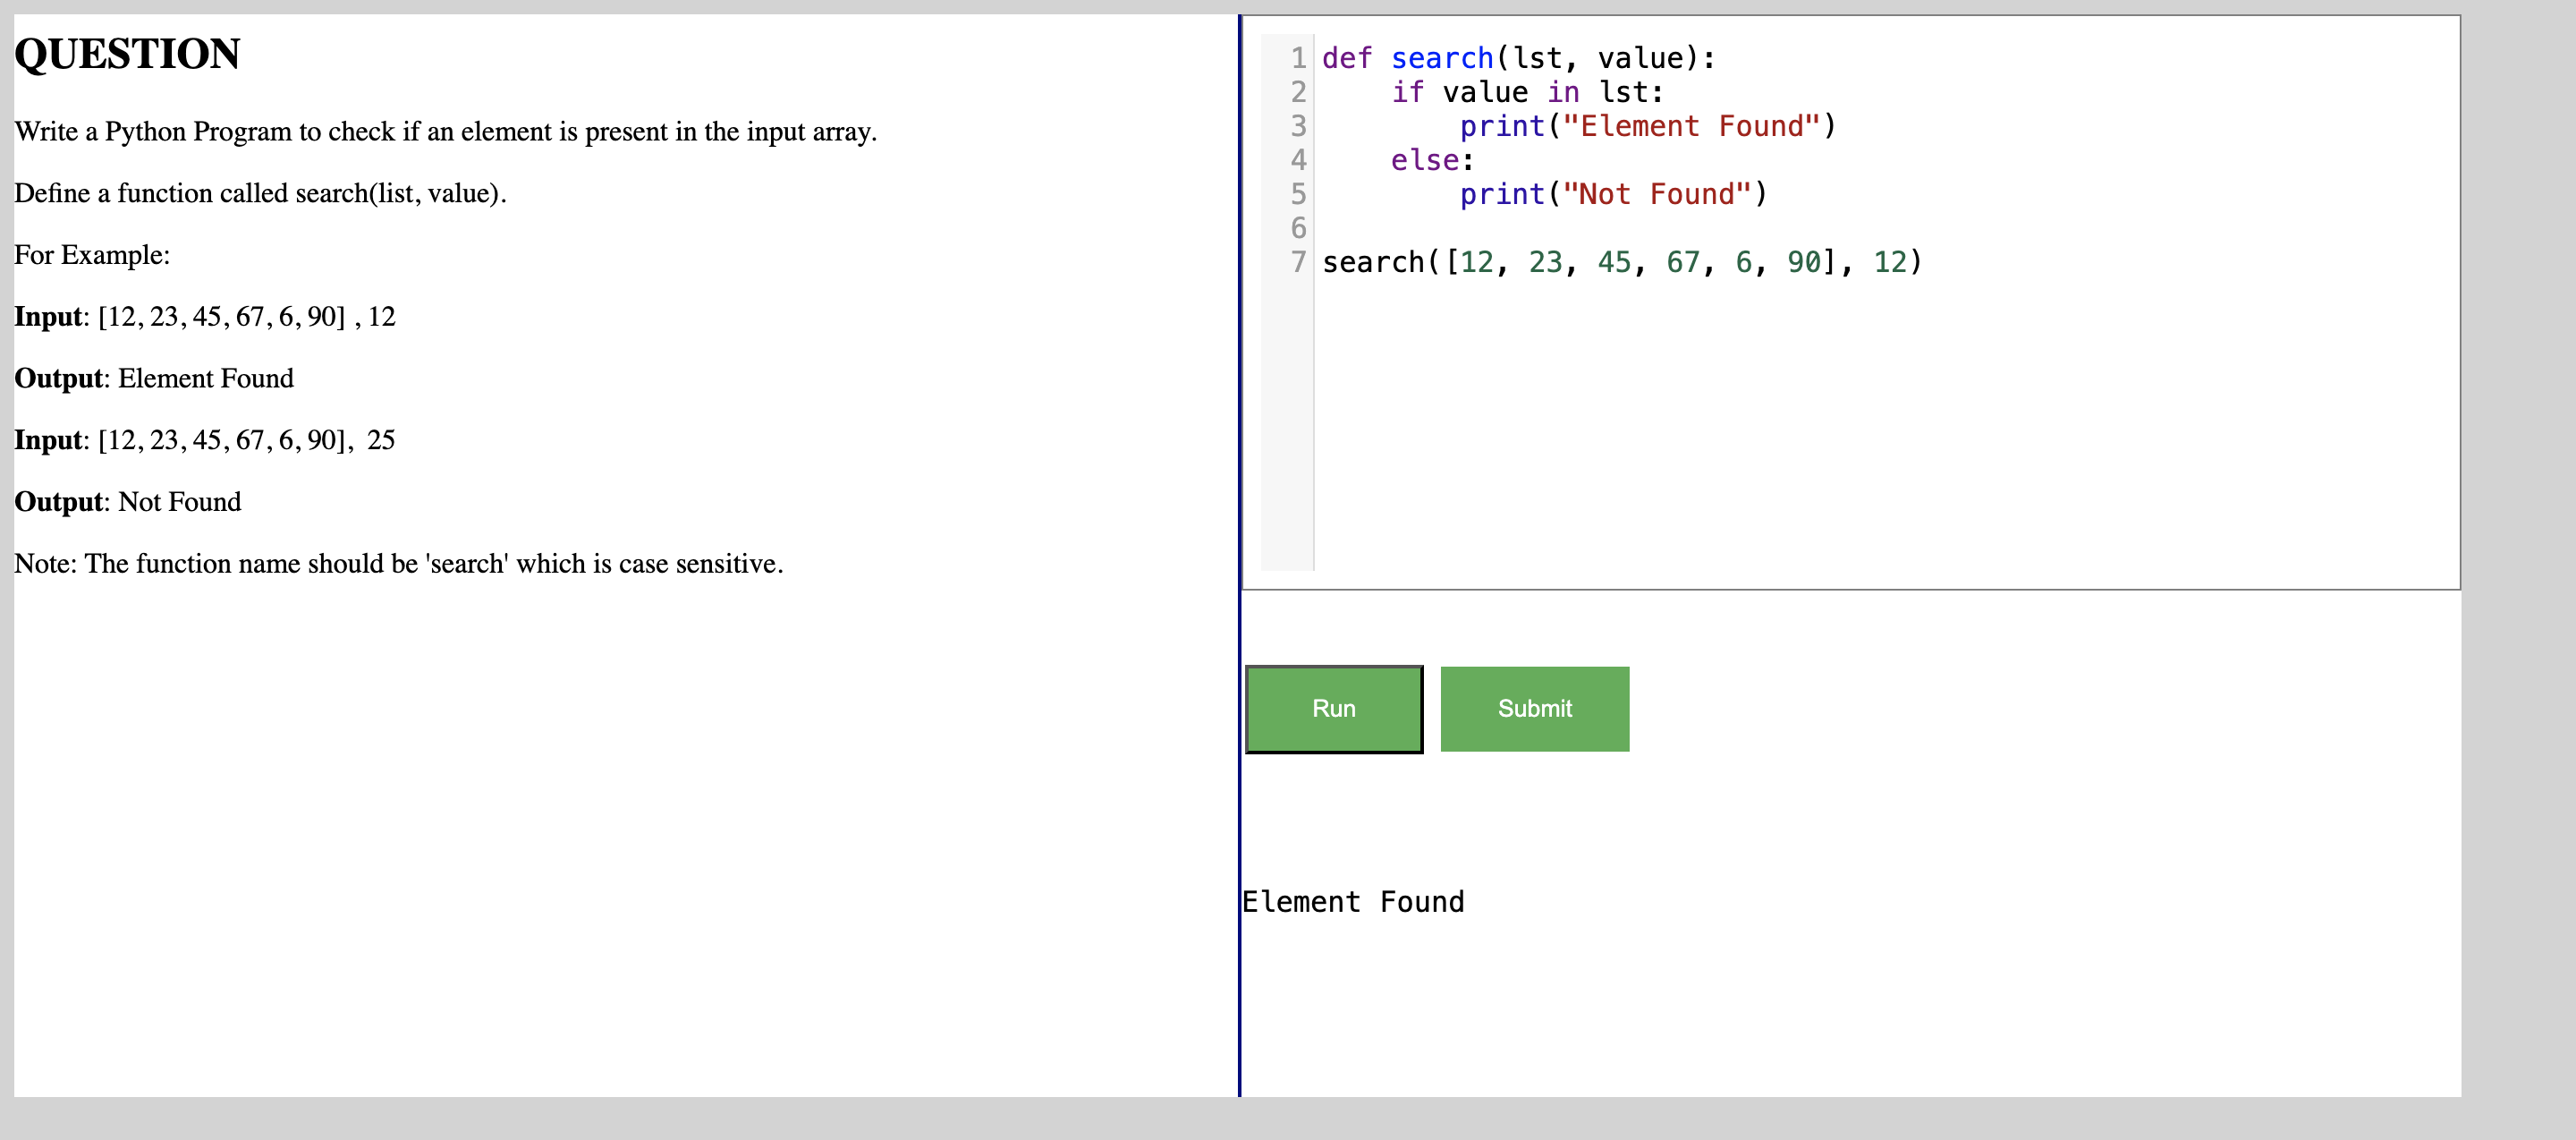 QUESTION
Write a Python Program to check if an element is present in the input array.
Define a function called search(list, value).
For Example:
Input: [12, 23, 45, 67, 6, 90] , 12
Output: Element Found
Input: [12, 23, 45, 67, 6, 90],  25
Output: Not Found
Note: The function name should be 'search' which is case sensitive.
1 def search(lst, value):
2     if value in lst:
3         print("Element Found")
4     else:
5         print("Not Found")
6
7 search([12, 23, 45, 67, 6, 90], 12)
Run Submit
Element Found